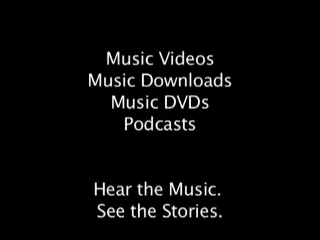 Music Videos
Music Downloads
Music DVDs
Podcasts
Hear the Music.
See the Stories.